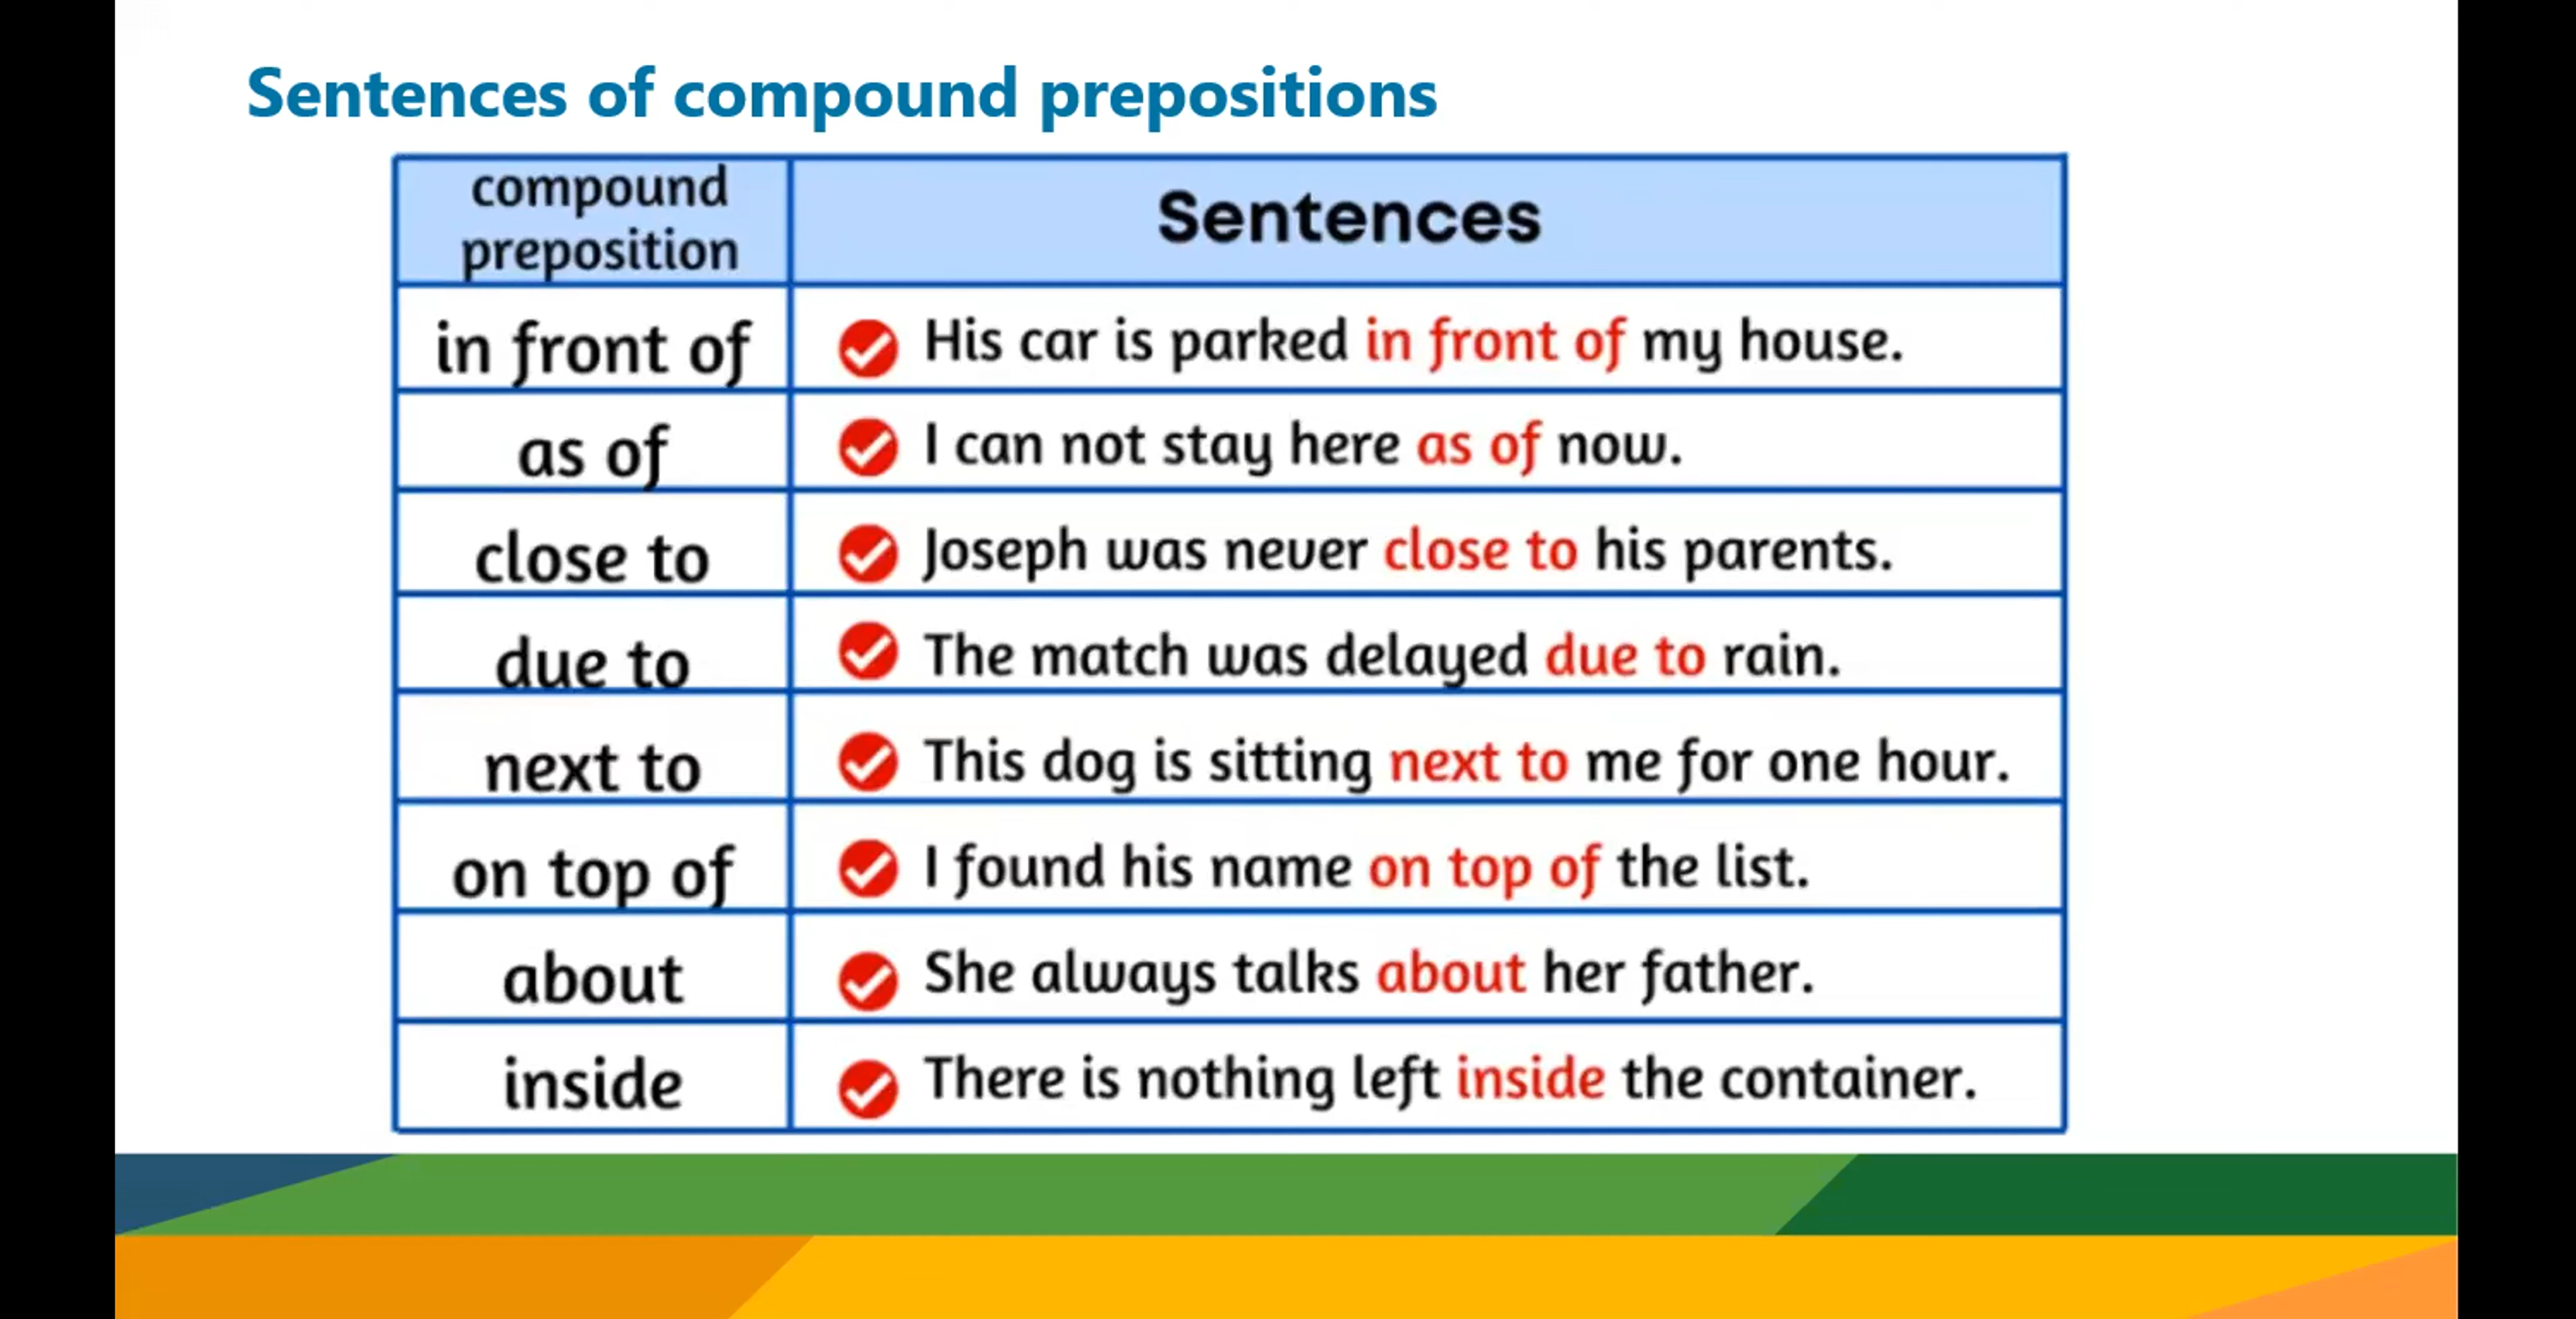 Sentences of compound prepositions
compound
preposition
Sentences
in front of
His car is parked in front of my house.
as of
I can not stay here as of now.
close to
Joseph was never close to his parents.
due to
The match was delayed due to rain.
next to
This dog is sitting next to me for one hour.
on top of
I found his name on top of the list.
about
She always talks about her father.
inside
There is nothing left inside the container.